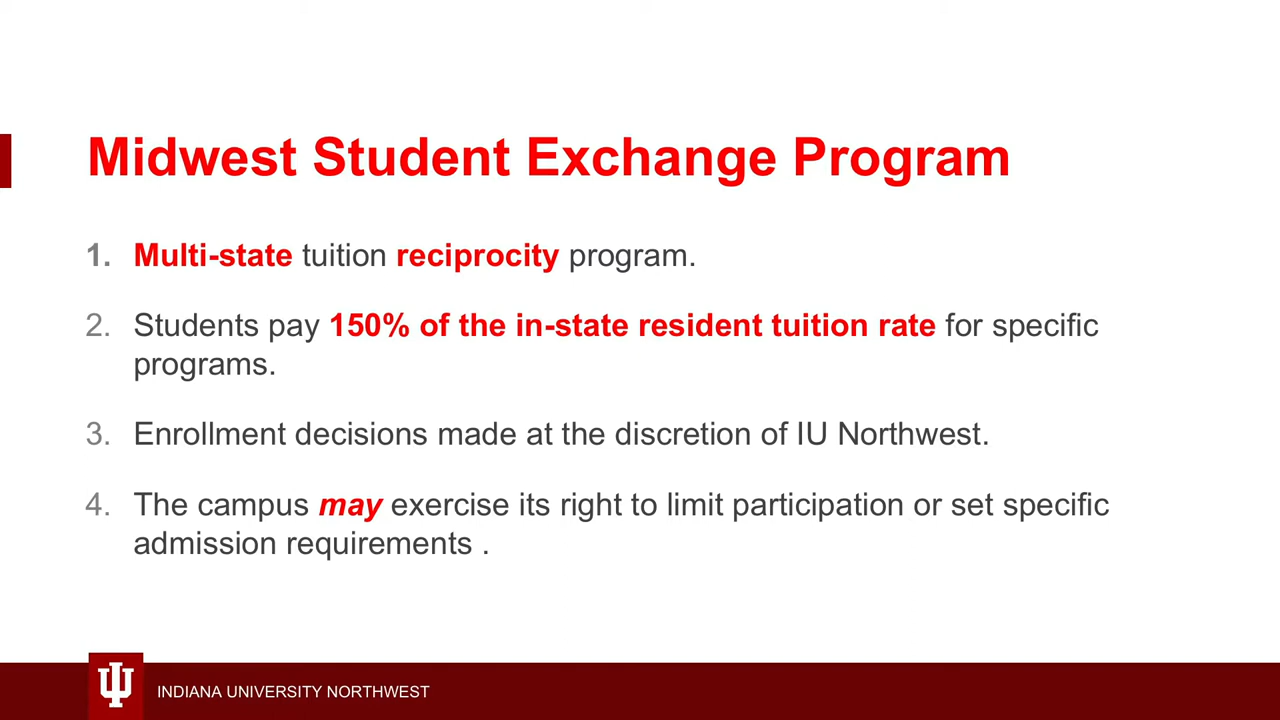 Midwest Student Exchange Program
1. Multi-state tuition reciprocity program.
2. Students pay 150% of the in-state resident tuition rate for specific
programs.
3. Enrollment decisions made at the discretion of IU Northwest.
4. The campus may exercise its right to limit participation or set specific
admission requirements .
INDIANA UNIVERSITY NORTHWEST